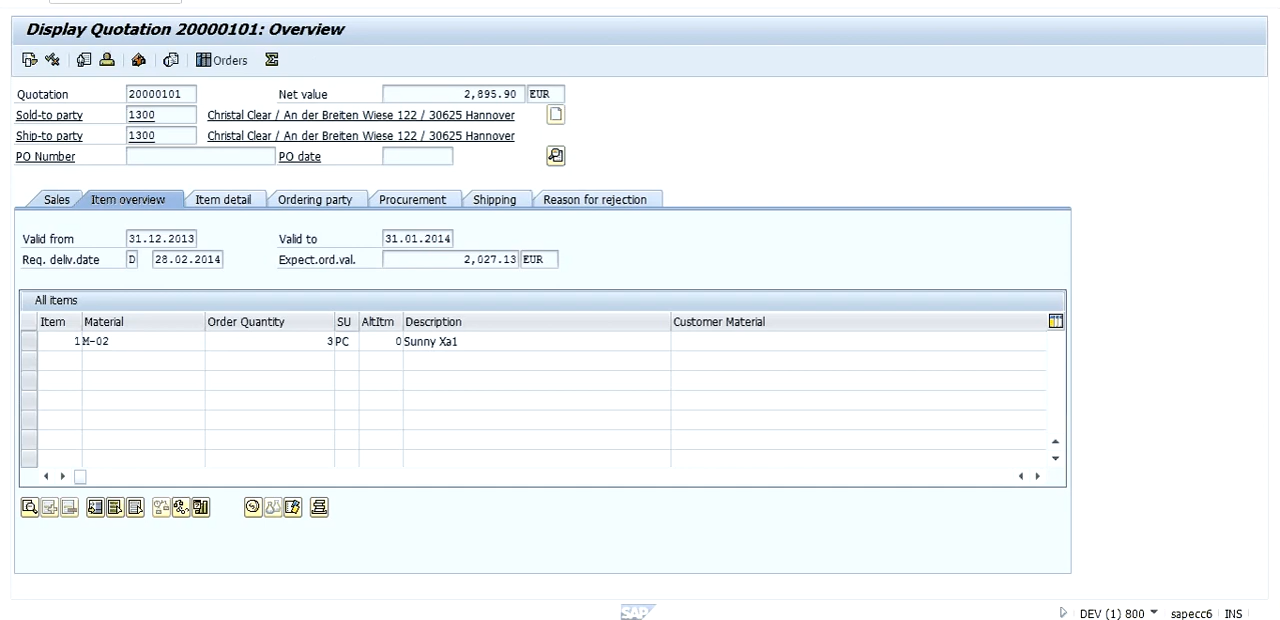 Display Quotation 20000101: Overview
Orders
Quotation 20000101 Net value 2,895.90 EUR
Sold-to party 1300 Christal Clear / An der Breiten Wiese 122 / 30625 Hannover
Ship-to party 1300 Christal Clear / An der Breiten Wiese 122 / 30625 Hannover
PO Number PO date
Sales Item overview Item detail Ordering party Procurement Shipping Reason for rejection
Valid from 31.12.2013 Valid to 31.01.2014
Req. deliv.date D 28.02.2014 Expect.ord.val. 2,027.13 EUR
All items
Item Material Order Quantity SU AltItm Description Customer Material
1 M-02 3 PC 0 Sunny Xa1
SAP DEV (1) 800 sapecc6 INS